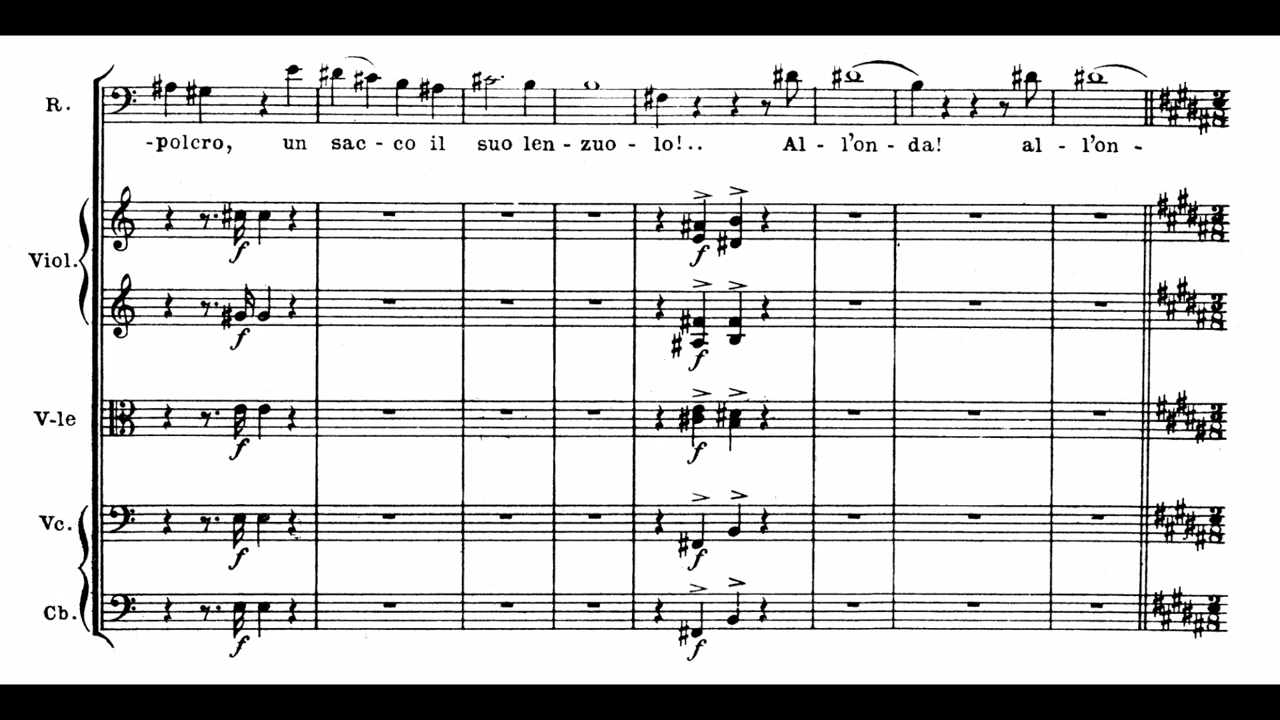 R.
-polcro, un sac - co il suo len - zuo - lo!.. Al - l'on - da! al - l'on -
Viol.
f
f
f
f
V-le
f
f
Vc.
f
f
Cb.
f
f